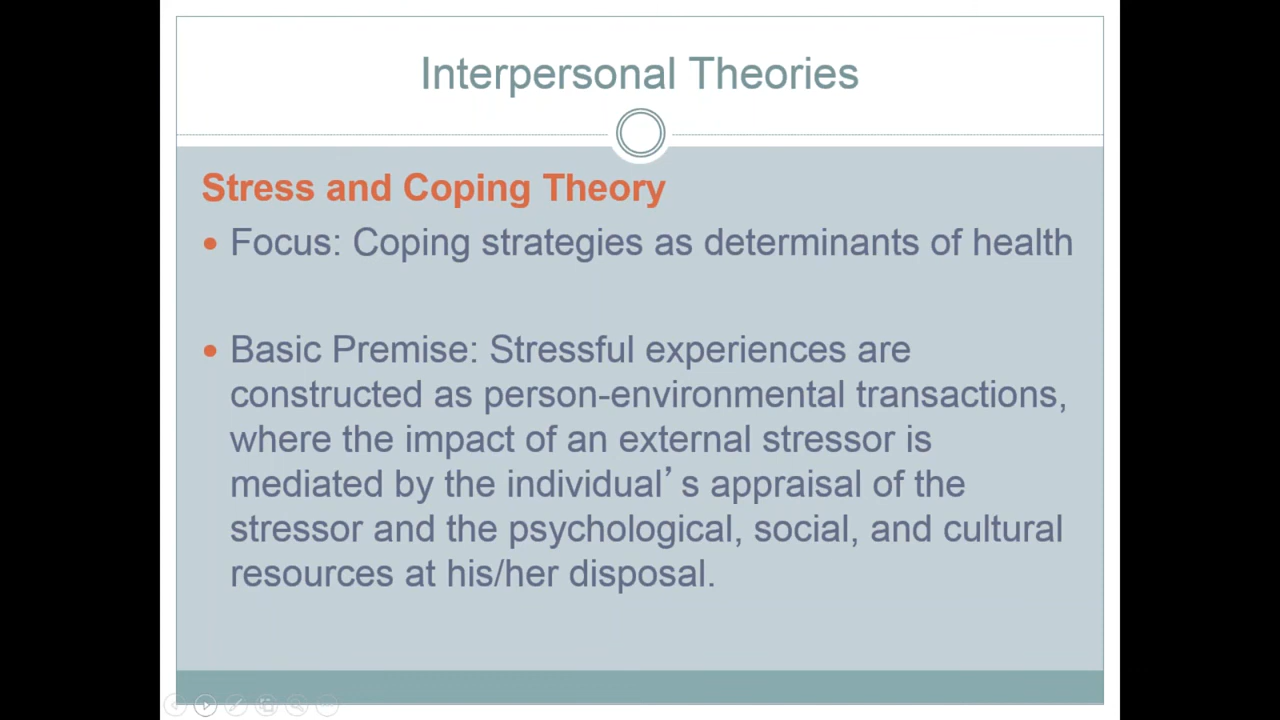 Interpersonal Theories
Stress and Coping Theory
• Focus: Coping strategies as determinants of health
• Basic Premise: Stressful experiences are
constructed as person-environmental transactions,
where the impact of an external stressor is
mediated by the individual’s appraisal of the
stressor and the psychological, social, and cultural
resources at his/her disposal.